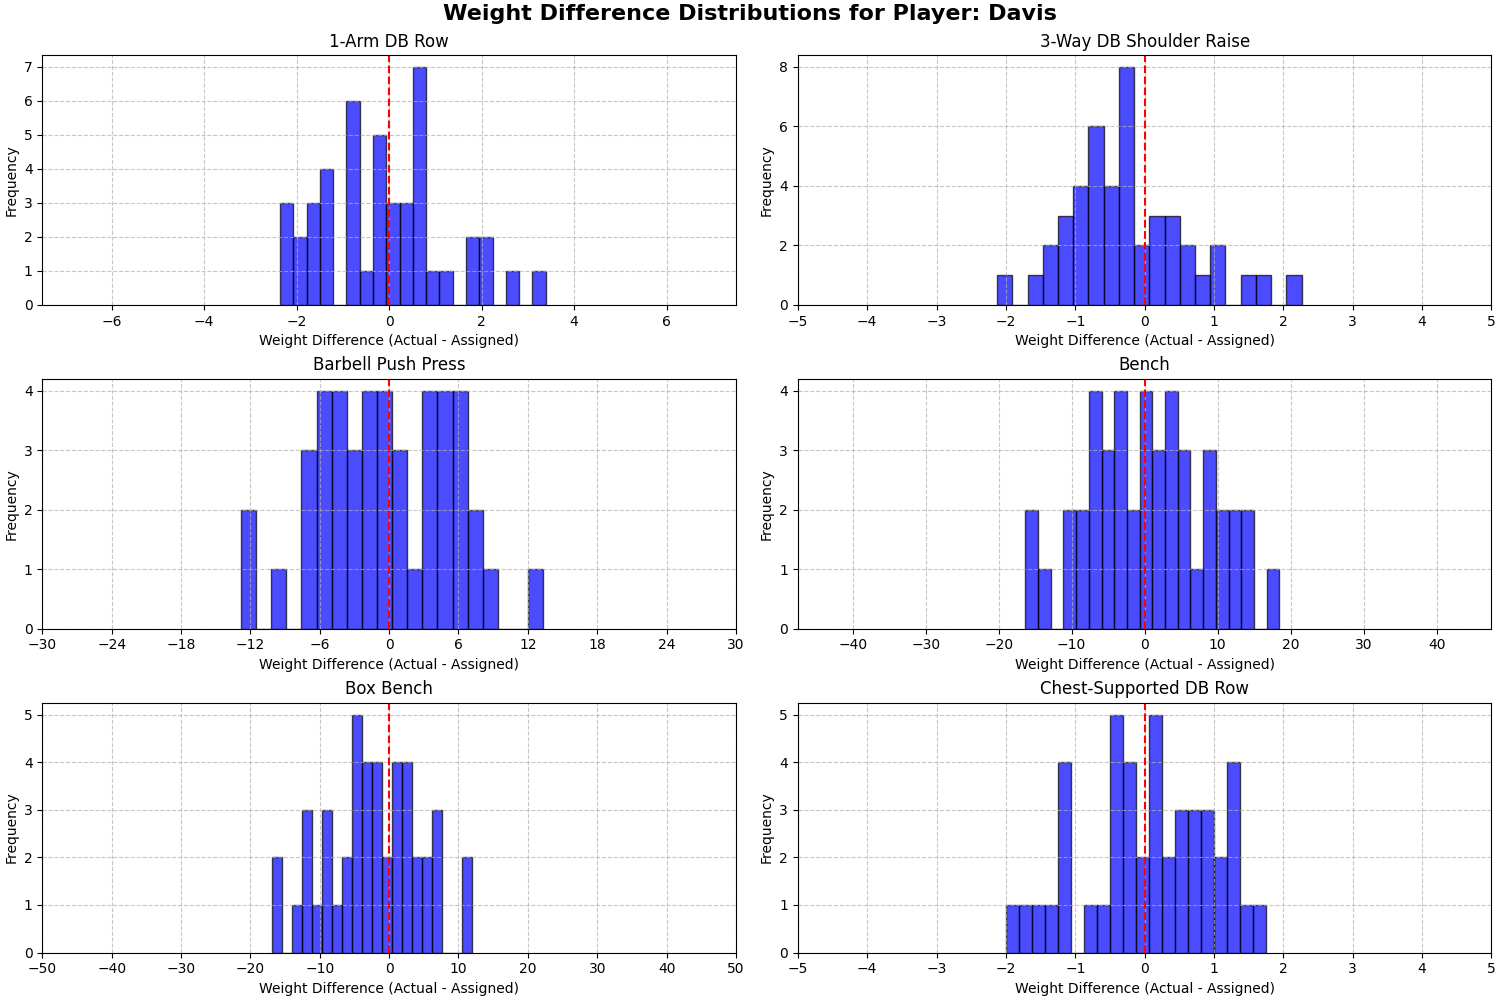 Weight Difference Distributions for Player: Davis
1-Arm DB Row
Frequency
7
6
5
4
3
2
1
0
−6 −4 −2 0 2 4 6
Weight Difference (Actual - Assigned)
3-Way DB Shoulder Raise
Frequency
8
6
4
2
0
−5 −4 −3 −2 −1 0 1 2 3 4 5
Weight Difference (Actual - Assigned)
Barbell Push Press
Frequency
4
3
2
1
0
−30 −24 −18 −12 −6 0 6 12 18 24 30
Weight Difference (Actual - Assigned)
Bench
Frequency
4
3
2
1
0
−40 −30 −20 −10 0 10 20 30 40
Weight Difference (Actual - Assigned)
Box Bench
Frequency
5
4
3
2
1
0
−50 −40 −30 −20 −10 0 10 20 30 40 50
Weight Difference (Actual - Assigned)
Chest-Supported DB Row
Frequency
5
4
3
2
1
0
−5 −4 −3 −2 −1 0 1 2 3 4 5
Weight Difference (Actual - Assigned)